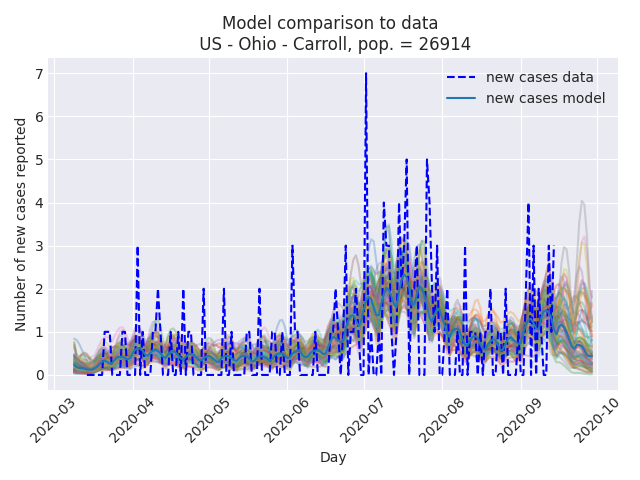 Model comparison to data
US - Ohio - Carroll, pop. = 26914
new cases data
new cases model
Number of new cases reported
7
6
5
4
3
2
1
0
2020-03
2020-04
2020-05
2020-06
2020-07
2020-08
2020-09
2020-10
Day